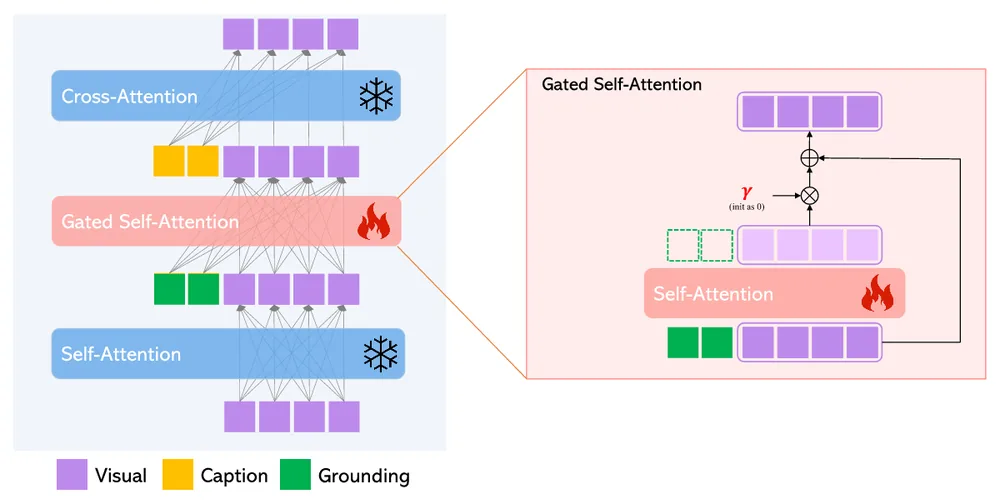 Cross-Attention
Gated Self-Attention
Self-Attention
Visual
Caption
Grounding
Gated Self-Attention
γ
(init as 0)
Self-Attention